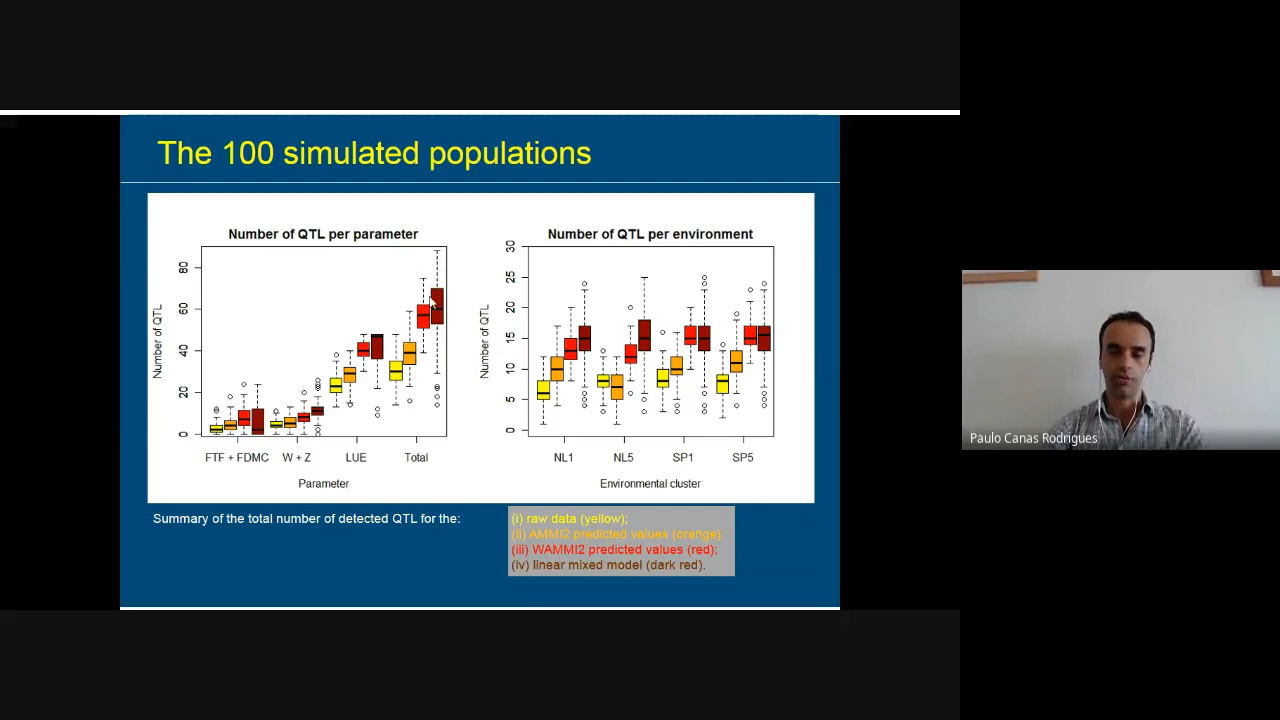 The 100 simulated populations
Number of QTL per parameter
Number of QTL
80
60
40
20
0
FTF + FDMC W + Z LUE Total
Parameter
Number of QTL per environment
Number of QTL
30
25
20
15
10
5
0
NL1 NL5 SP1 SP5
Environmental cluster
Summary of the total number of detected QTL for the:
(i) raw data (yellow);
(ii) AMMI2 predicted values (orange);
(iii) WAMMI2 predicted values (red);
(iv) linear mixed model (dark red).
Paulo Canas Rodrigues